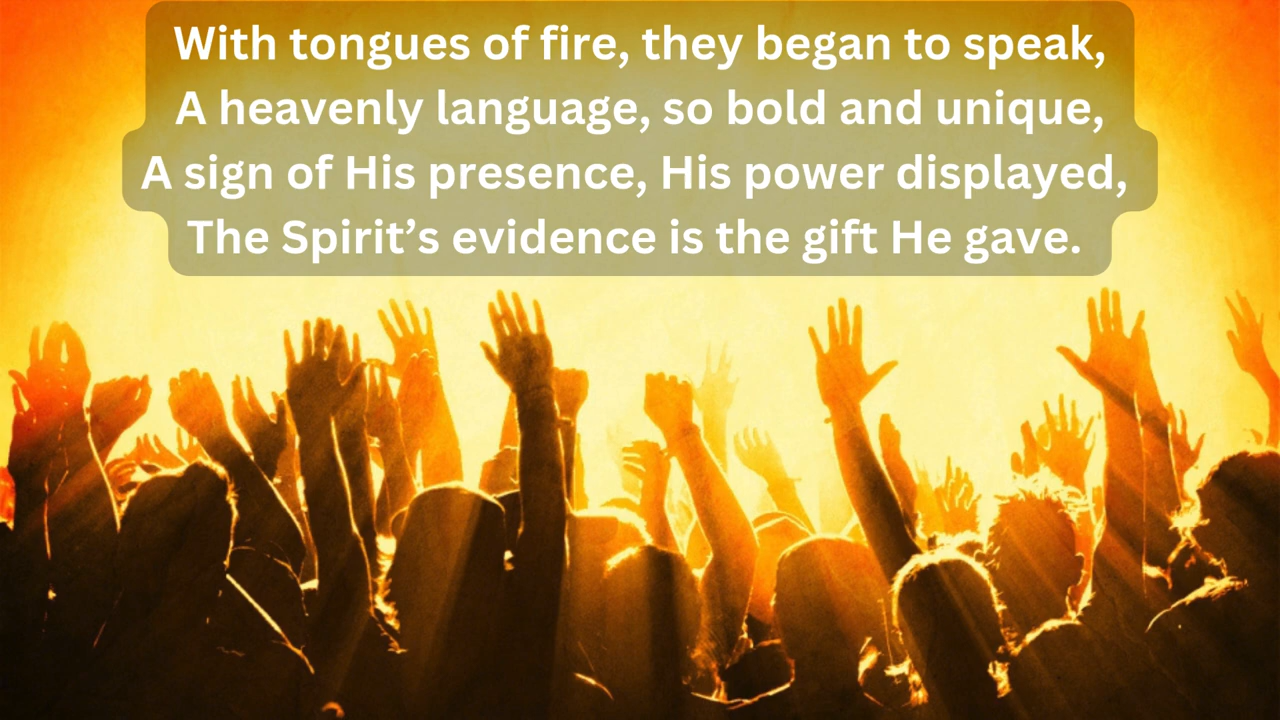 With tongues of fire, they began to speak,
A heavenly language, so bold and unique,
A sign of His presence, His power displayed,
The Spirit’s evidence is the gift He gave.